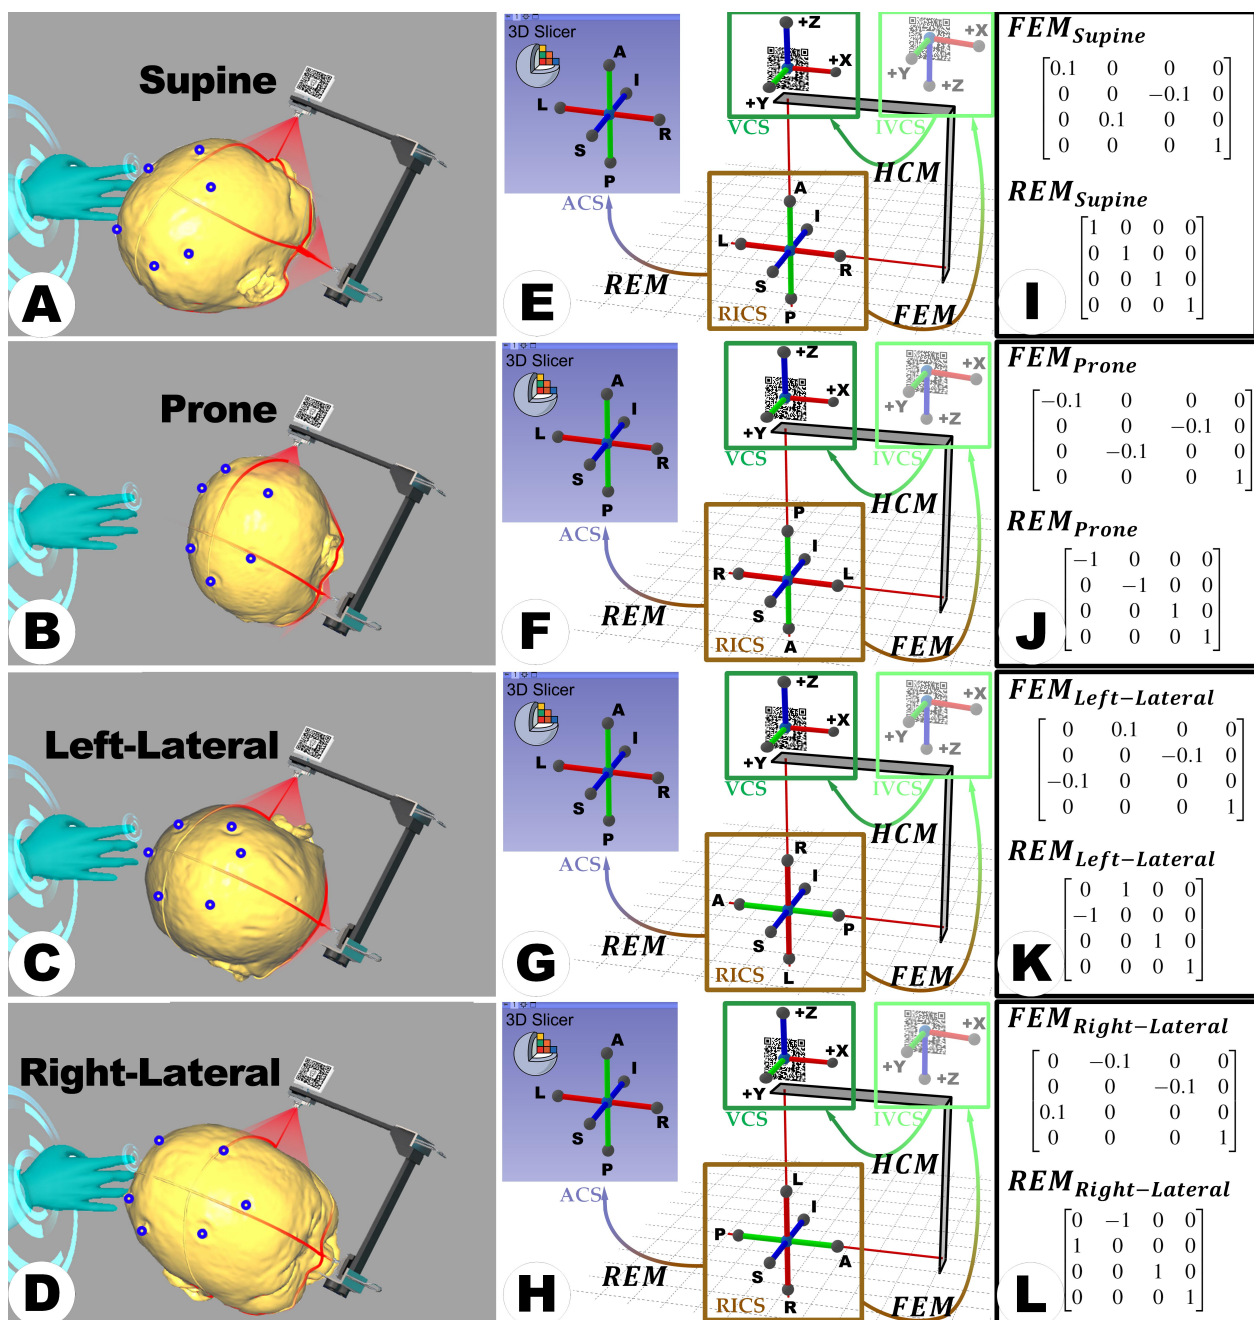 Supine
A
3D Slicer
A
I
L
R
S
P
ACS
REM
E
+Z
+X
+Y
VCS
+X
+Y
+Z
IVCS
HCM
A
I
L
R
S
P
RICS
FEM
FEM_Supine
0.1 0 0 0
0 0 −0.1 0
0 0.1 0 0
0 0 0 1
REM_Supine
1 0 0 0
0 1 0 0
0 0 1 0
0 0 0 1
I
Prone
B
3D Slicer
A
I
L
R
S
P
ACS
REM
F
+Z
+X
+Y
VCS
+X
+Y
+Z
IVCS
HCM
P
I
R
L
S
A
RICS
FEM
FEM_Prone
−0.1 0 0 0
0 0 −0.1 0
0 −0.1 0 0
0 0 0 1
REM_Prone
−1 0 0 0
0 −1 0 0
0 0 1 0
0 0 0 1
J
Left-Lateral
C
3D Slicer
A
I
L
R
S
P
ACS
REM
G
+Z
+X
+Y
VCS
+X
+Y
+Z
IVCS
HCM
R
I
A
P
S
L
RICS
FEM
FEM_Left−Lateral
0 0.1 0 0
0 0 −0.1 0
−0.1 0 0 0
0 0 0 1
REM_Left−Lateral
0 1 0 0
−1 0 0 0
0 0 1 0
0 0 0 1
K
Right-Lateral
D
3D Slicer
A
I
L
R
S
P
ACS
REM
H
+Z
+X
+Y
VCS
+X
+Y
+Z
IVCS
HCM
L
I
P
A
S
R
RICS
FEM
FEM_Right−Lateral
0 −0.1 0 0
0 0 −0.1 0
0.1 0 0 0
0 0 0 1
REM_Right−Lateral
0 −1 0 0
1 0 0 0
0 0 1 0
0 0 0 1
L